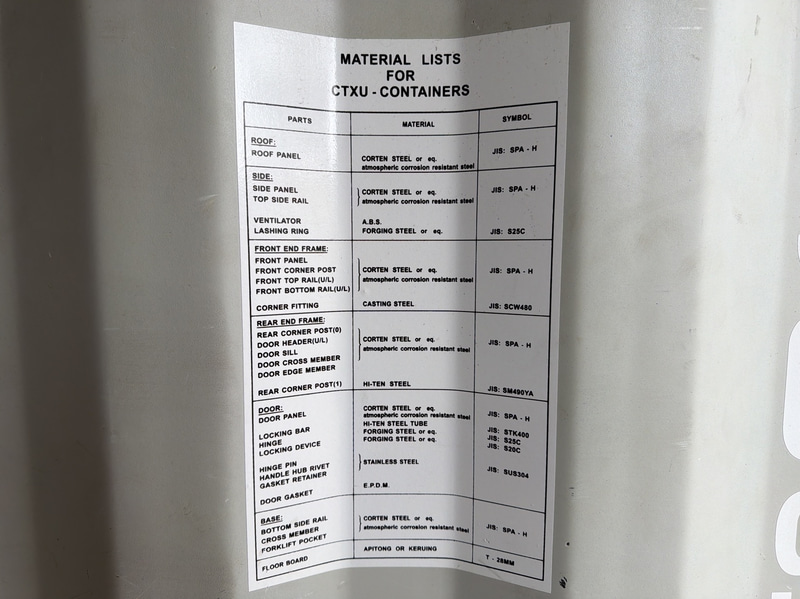 MATERIAL LISTS
FOR
CTXU - CONTAINERS
PARTS MATERIAL SYMBOL
ROOF:
ROOF PANEL CORTEN STEEL or eq. JIS: SPA - H
atmospheric corrosion resistant steel
SIDE:
SIDE PANEL CORTEN STEEL or eq. JIS: SPA - H
TOP SIDE RAIL atmospheric corrosion resistant steel
VENTILATOR A.B.S.
LASHING RING FORGING STEEL or eq. JIS: S25C
FRONT END FRAME:
FRONT PANEL
FRONT CORNER POST CORTEN STEEL or eq. JIS: SPA - H
FRONT TOP RAIL(U/L) atmospheric corrosion resistant steel
FRONT BOTTOM RAIL(U/L)
CORNER FITTING CASTING STEEL JIS: SCW480
REAR END FRAME:
REAR CORNER POST(0)
DOOR HEADER(U/L) CORTEN STEEL or eq. JIS: SPA - H
DOOR SILL atmospheric corrosion resistant steel
DOOR CROSS MEMBER
DOOR EDGE MEMBER
REAR CORNER POST(1) HI-TEN STEEL JIS: SM490YA
DOOR:
DOOR PANEL CORTEN STEEL or eq. JIS: SPA - H
atmospheric corrosion resistant steel
LOCKING BAR HI-TEN STEEL TUBE JIS: STK400
HINGE FORGING STEEL or eq. JIS: S25C
LOCKING DEVICE FORGING STEEL or eq. JIS: S20C
HINGE PIN
HANDLE HUB RIVET STAINLESS STEEL JIS: SUS304
GASKET RETAINER
DOOR GASKET E.P.D.M.
BASE:
BOTTOM SIDE RAIL CORTEN STEEL or eq. JIS: SPA - H
CROSS MEMBER atmospheric corrosion resistant steel
FORKLIFT POCKET
FLOOR BOARD APITONG OR KERUING T - 28MM